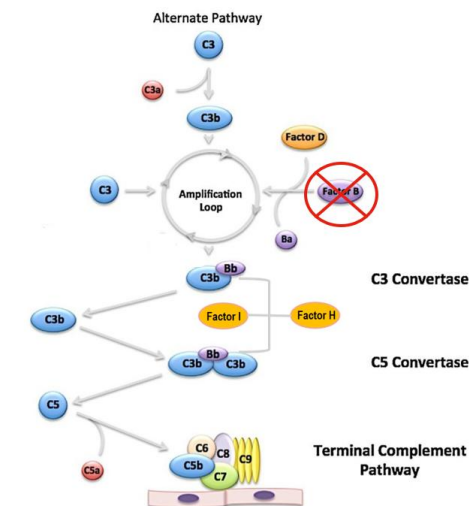 Alternate Pathway
C3
C3a
C3b
Factor D
C3
Amplification
Loop
Factor B
Ba
Bb
C3b
C3 Convertase
C3b
Factor I
Factor H
Bb
C3b
C3b
C5 Convertase
C5
C6
C8
C9
C5b
C7
C5a
Terminal Complement
Pathway